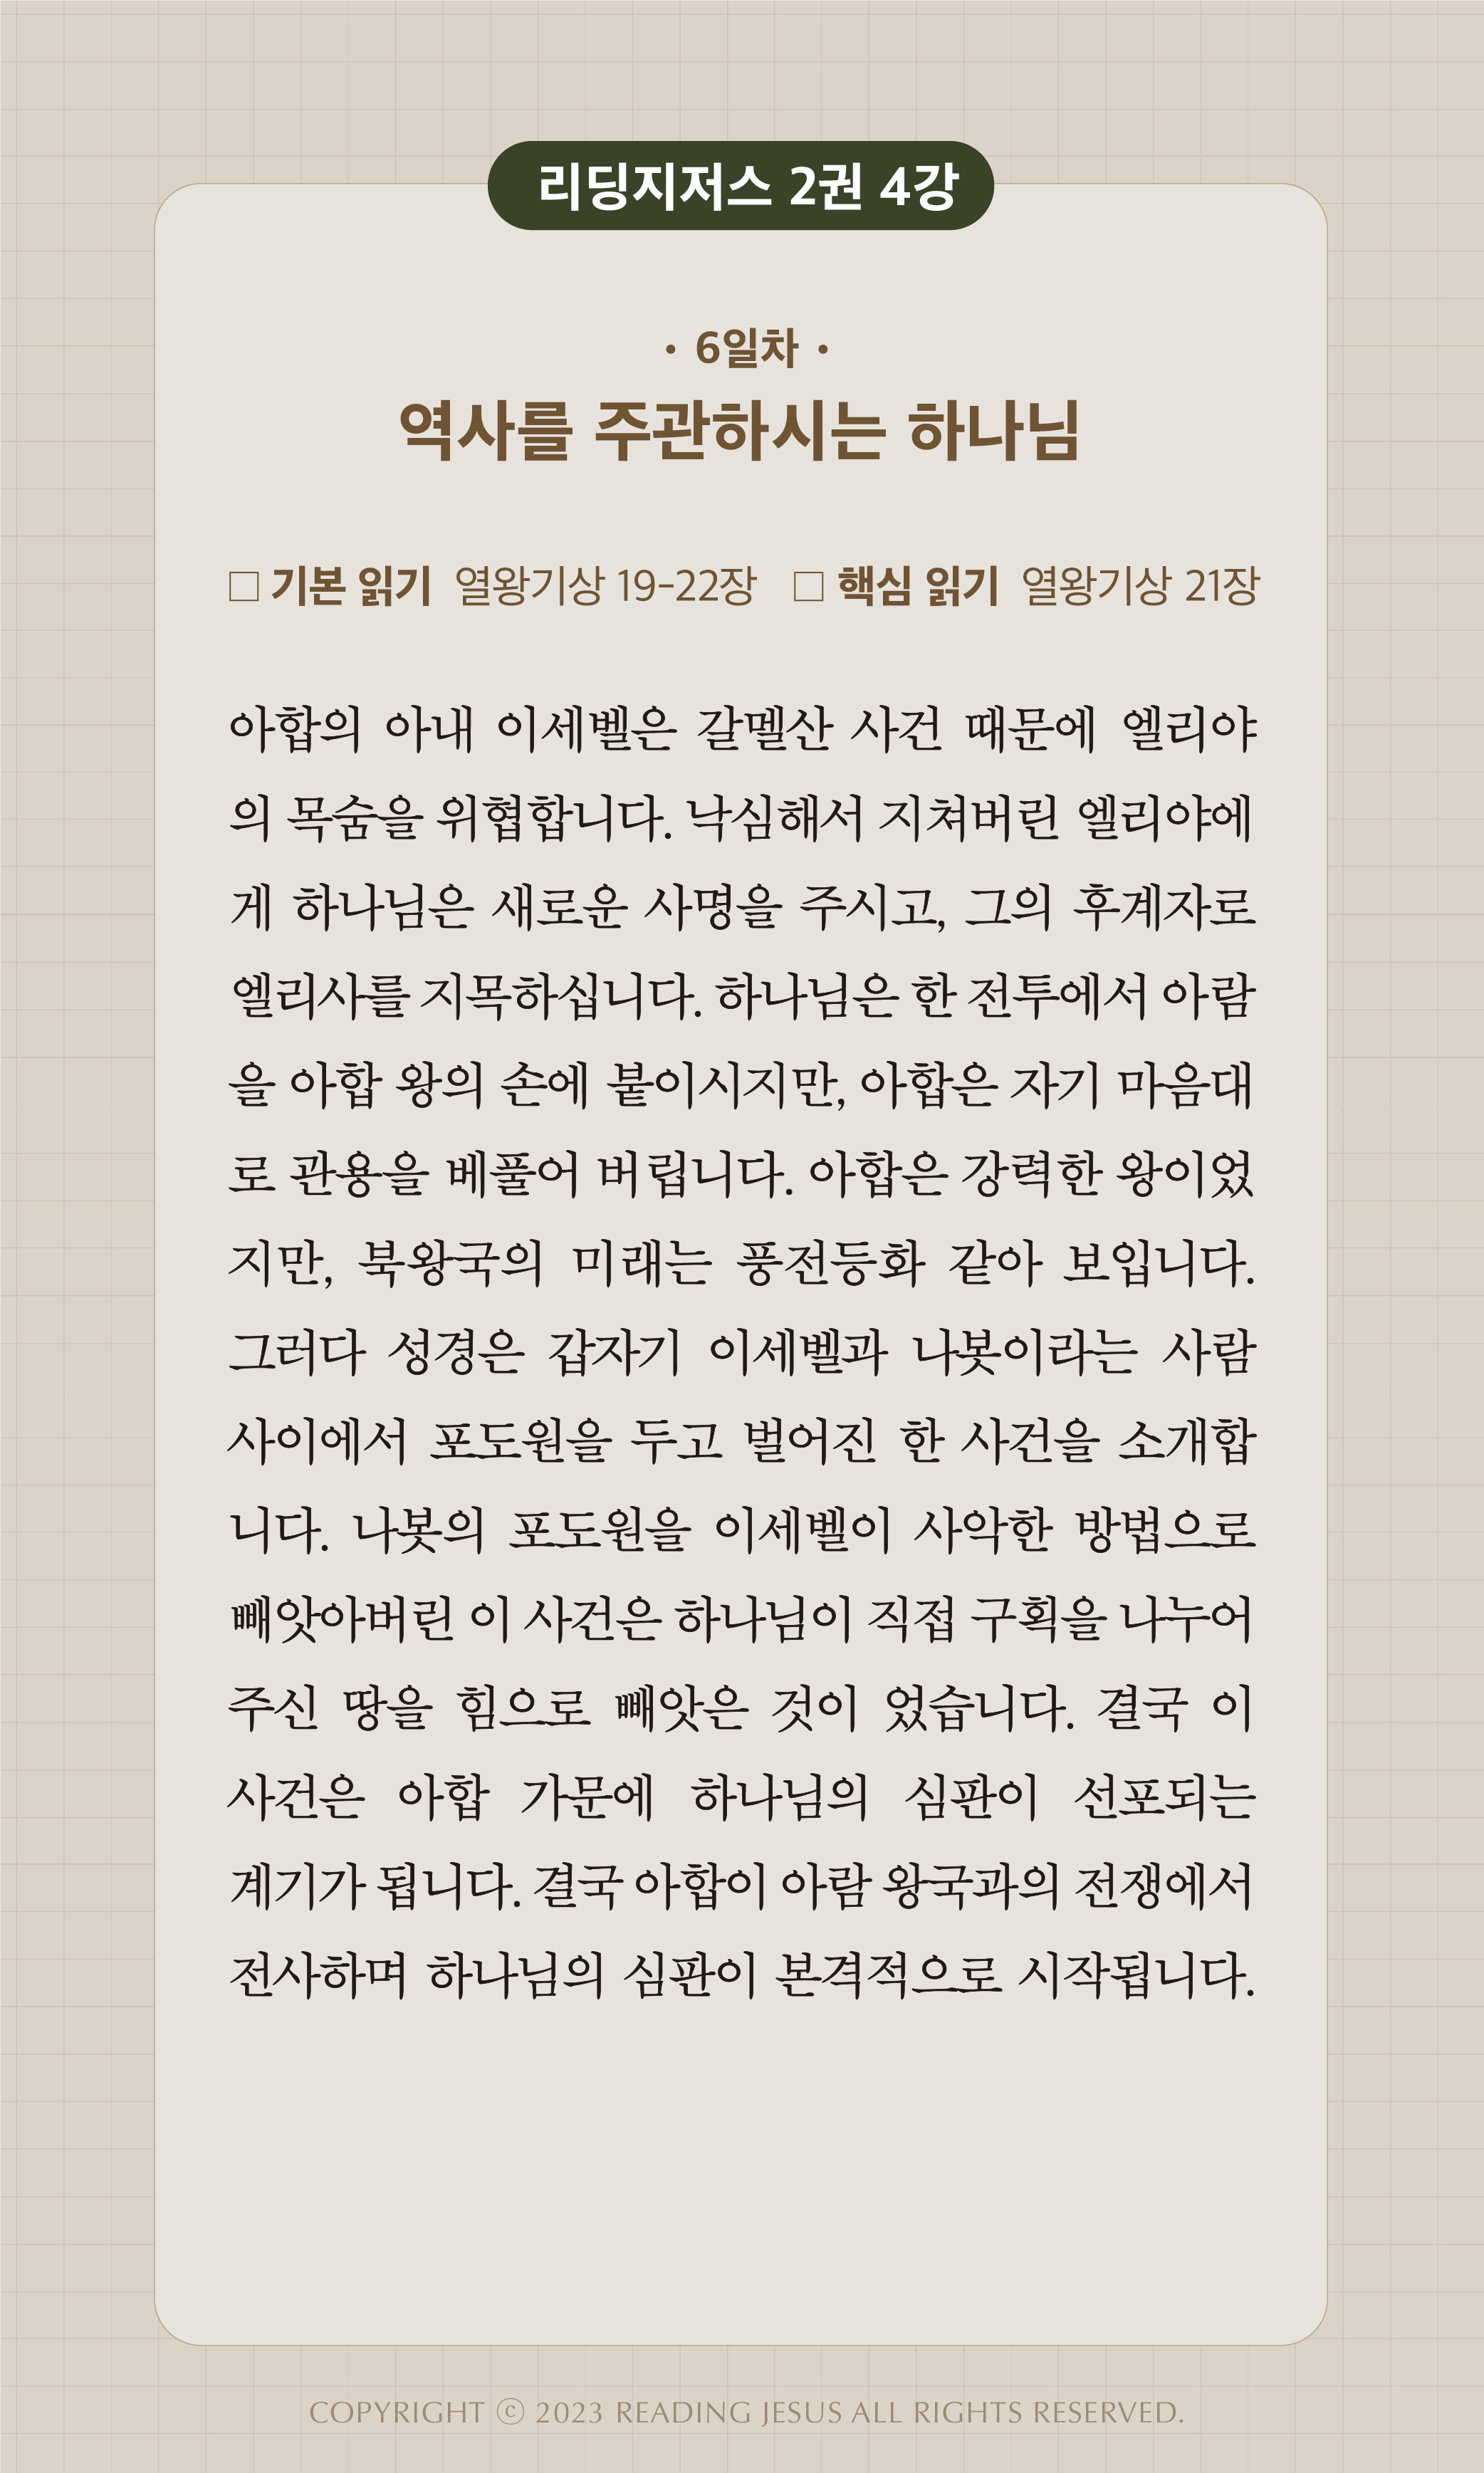 리딩지저스 2권 4강
· 6일차 ·
역사를 주관하시는 하나님
□ 기본 읽기 열왕기상 19-22장 □ 핵심 읽기 열왕기상 21장
아합의 아내 이세벨은 갈멜산 사건 때문에 엘리야
의 목숨을 위협합니다. 낙심해서 지쳐버린 엘리야에
게 하나님은 새로운 사명을 주시고, 그의 후계자로
엘리사를 지목하십니다. 하나님은 한 전투에서 아람
을 아합 왕의 손에 붙이시지만, 아합은 자기 마음대
로 관용을 베풀어 버립니다. 아합은 강력한 왕이었
지만, 북왕국의 미래는 풍전등화 같아 보입니다.
그러다 성경은 갑자기 이세벨과 나봇이라는 사람
사이에서 포도원을 두고 벌어진 한 사건을 소개합
니다. 나봇의 포도원을 이세벨이 사악한 방법으로
빼앗아버린 이 사건은 하나님이 직접 구획을 나누어
주신 땅을 힘으로 빼앗은 것이 었습니다. 결국 이
사건은 아합 가문에 하나님의 심판이 선포되는
계기가 됩니다. 결국 아합이 아람 왕국과의 전쟁에서
전사하며 하나님의 심판이 본격적으로 시작됩니다.
COPYRIGHT ⓒ 2023 READING JESUS ALL RIGHTS RESERVED.